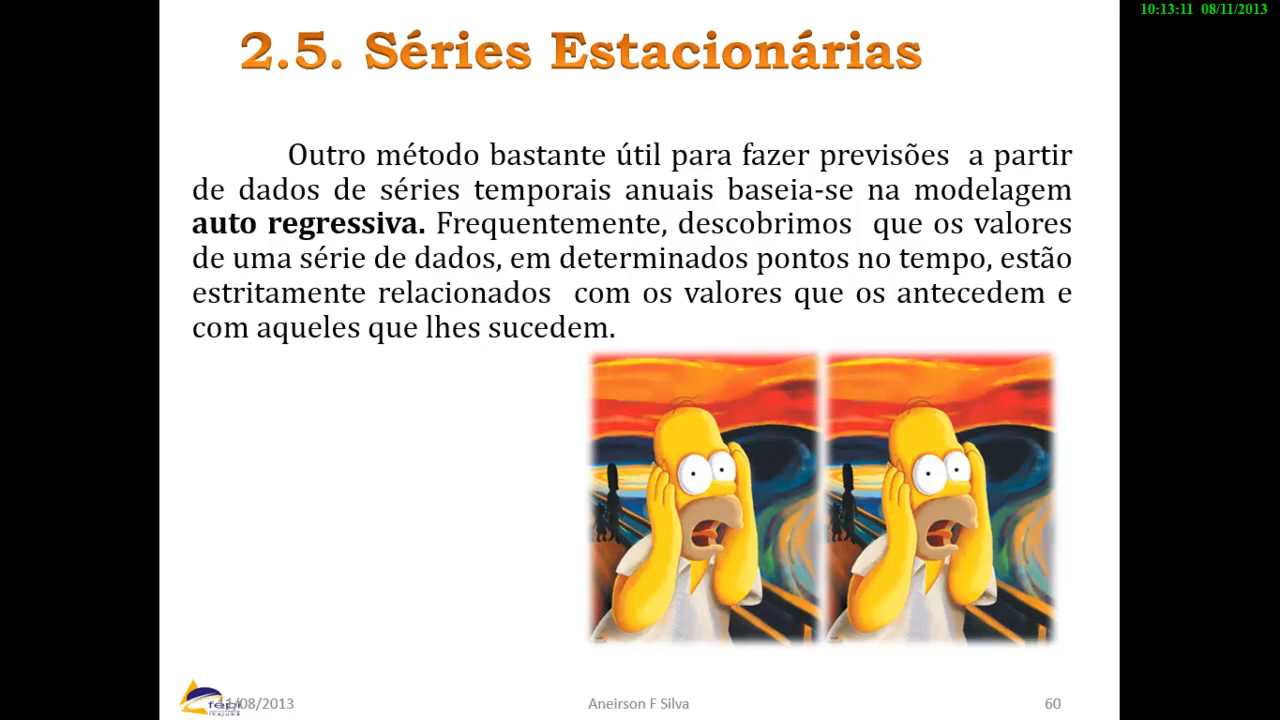 10:13:11 08/11/2013
2.5. Séries Estacionárias
Outro método bastante útil para fazer previsões a partir
de dados de séries temporais anuais baseia-se na modelagem
auto regressiva. Frequentemente, descobrimos que os valores
de uma série de dados, em determinados pontos no tempo, estão
estritamente relacionados com os valores que os antecedem e
com aqueles que lhes sucedem.
11/08/2013
fepi
ITAJUBÁ
Aneirson F Silva
60